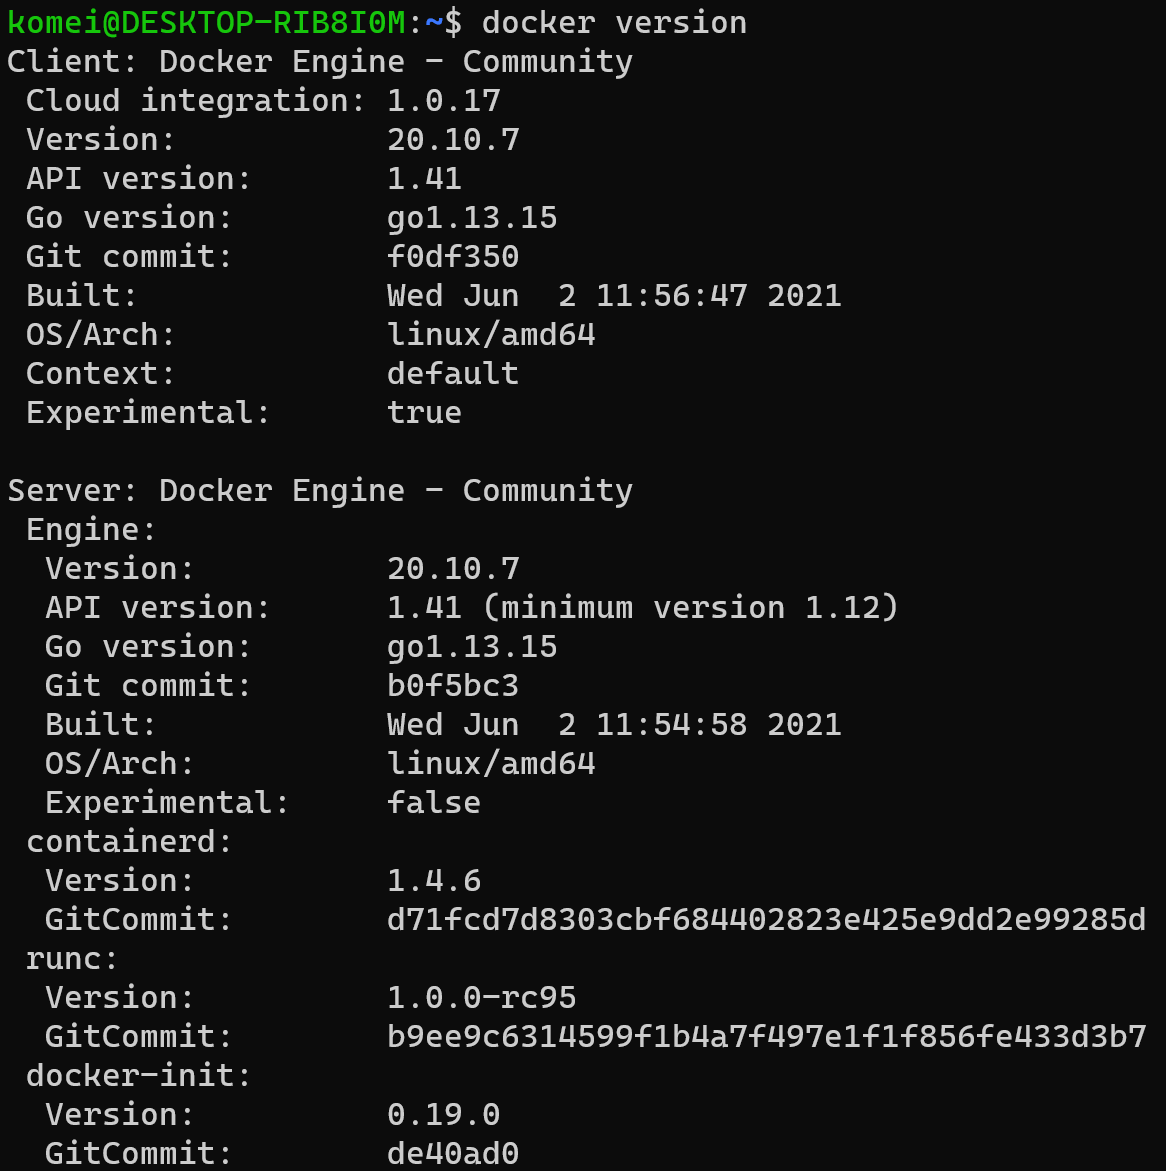 komei@DESKTOP-RIB8I0M:~$ docker version
Client: Docker Engine - Community
 Cloud integration: 1.0.17
 Version:           20.10.7
 API version:       1.41
 Go version:        go1.13.15
 Git commit:        f0df350
 Built:             Wed Jun  2 11:56:47 2021
 OS/Arch:           linux/amd64
 Context:           default
 Experimental:      true

Server: Docker Engine - Community
 Engine:
  Version:          20.10.7
  API version:      1.41 (minimum version 1.12)
  Go version:       go1.13.15
  Git commit:       b0f5bc3
  Built:            Wed Jun  2 11:54:58 2021
  OS/Arch:          linux/amd64
  Experimental:     false
 containerd:
  Version:          1.4.6
  GitCommit:        d71fcd7d8303cbf684402823e425e9dd2e99285d
 runc:
  Version:          1.0.0-rc95
  GitCommit:        b9ee9c6314599f1b4a7f497e1f1f856fe433d3b7
 docker-init:
  Version:          0.19.0
  GitCommit:        de40ad0